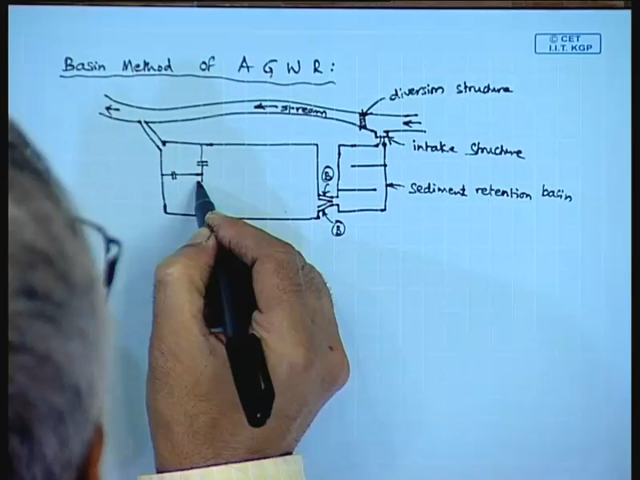 © CET
I.I.T. KGP
Basin Method of A G W R :
diversion structure
stream
intake structure
B
sediment retention basin
B